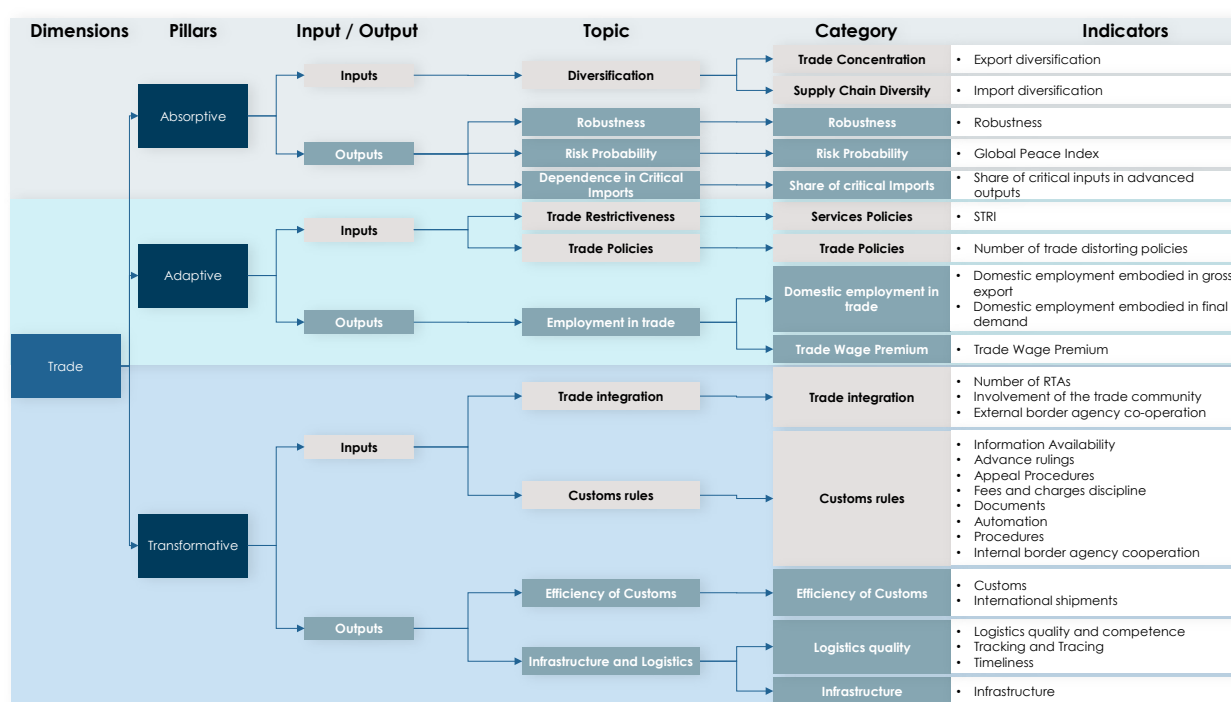 Dimensions Pillars Input / Output Topic Category Indicators
Trade
Absorptive
Inputs
Diversification
Trade Concentration
• Export diversification
Supply Chain Diversity
• Import diversification
Outputs
Robustness
Robustness
• Robustness
Risk Probability
Risk Probability
• Global Peace Index
Dependence in Critical
Imports
Share of critical Imports
• Share of critical inputs in advanced
outputs
Adaptive
Inputs
Trade Restrictiveness
Services Policies
• STRI
Trade Policies
Trade Policies
• Number of trade distorting policies
Outputs
Employment in trade
Domestic employment in
trade
• Domestic employment embodied in gross
export
• Domestic employment embodied in final
demand
Trade Wage Premium
• Trade Wage Premium
Transformative
Inputs
Trade integration
Trade integration
• Number of RTAs
• Involvement of the trade community
• External border agency co-operation
Customs rules
Customs rules
• Information Availability
• Advance rulings
• Appeal Procedures
• Fees and charges discipline
• Documents
• Automation
• Procedures
• Internal border agency cooperation
Outputs
Efficiency of Customs
Efficiency of Customs
• Customs
• International shipments
Infrastructure and Logistics
Logistics quality
• Logistics quality and competence
• Tracking and Tracing
• Timeliness
Infrastructure
• Infrastructure